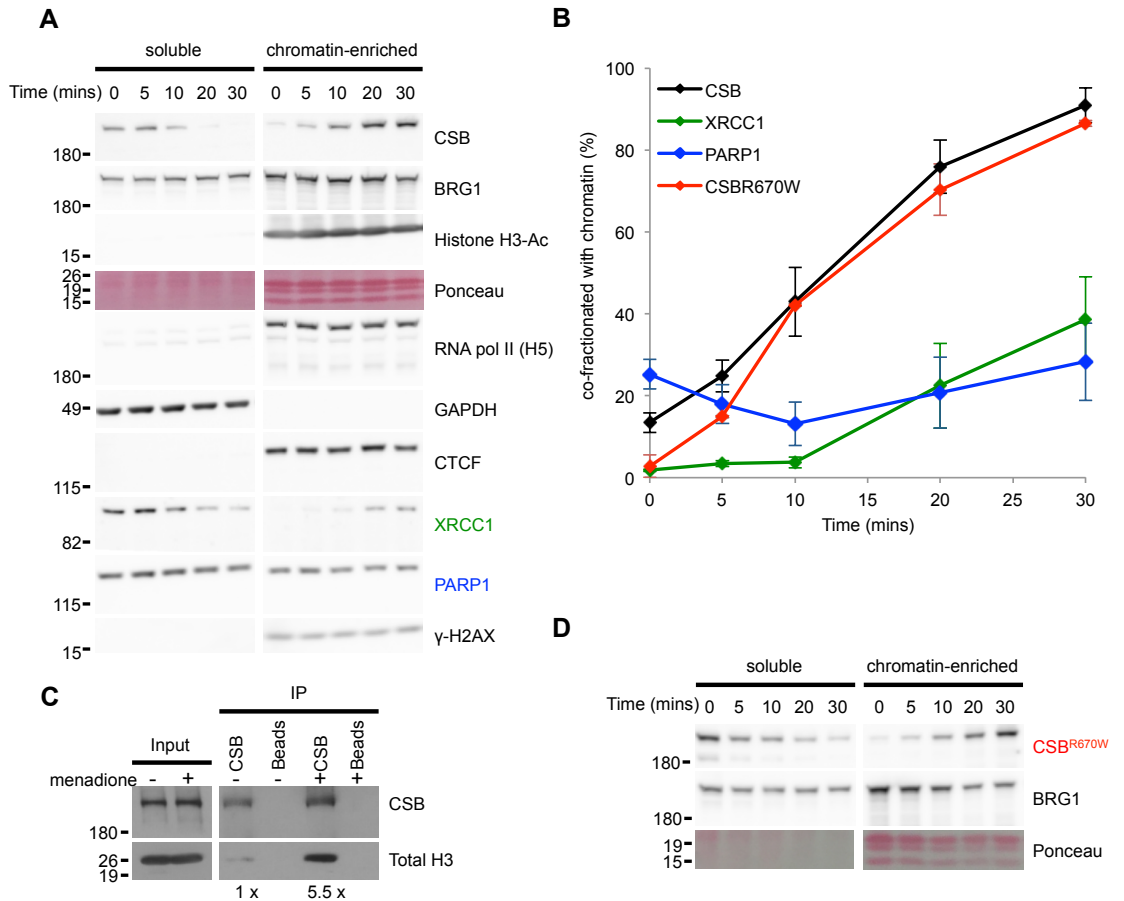 A
soluble
chromatin-enriched
Time (mins) 0 5 10 20 30 0 5 10 20 30
CSB
180
BRG1
180
Histone H3-Ac
15
26
19
15
Ponceau
RNA pol II (H5)
180
49
GAPDH
CTCF
115
XRCC1
82
PARP1
115
γ-H2AX
15
B
co-fractionated with chromatin (%)
100
80
60
40
20
0
CSB
XRCC1
PARP1
CSBR670W
0 5 10 15 20 25 30
Time (mins)
C
IP
Input
CSB
Beads
CSB
Beads
menadione - + - - + +
CSB
180
26
19
Total H3
1 x 5.5 x
D
soluble
chromatin-enriched
Time (mins) 0 5 10 20 30 0 5 10 20 30
CSBR670W
180
BRG1
180
19
15
Ponceau